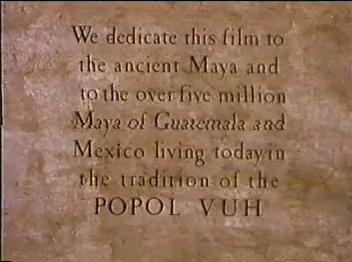 We dedicate this film to
the ancient Maya and
to the over five million
Maya of Guatemala and
Mexico living today in
the tradition of the
POPOL VUH